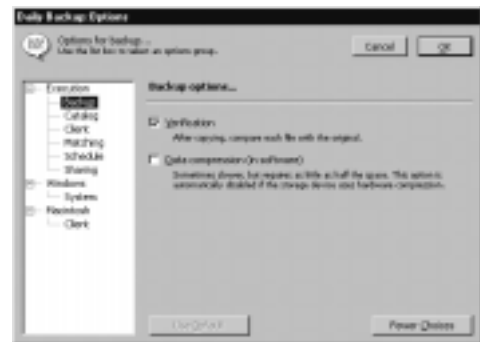 Daily Backup Options
Options for backup ...
Use the list box to select an options group.
Cancel
OK
Execution
Backup
Catalog
Client
Matching
Schedule
Sharing
Windows
System
Macintosh
Client
Backup options...
Verification
After copying, compare each file with the original.
Data compression (in software)
Sometimes slower, but requires as little as half the space. This option is
automatically disabled if the storage device uses hardware compression.
Use Default
Fewer Choices